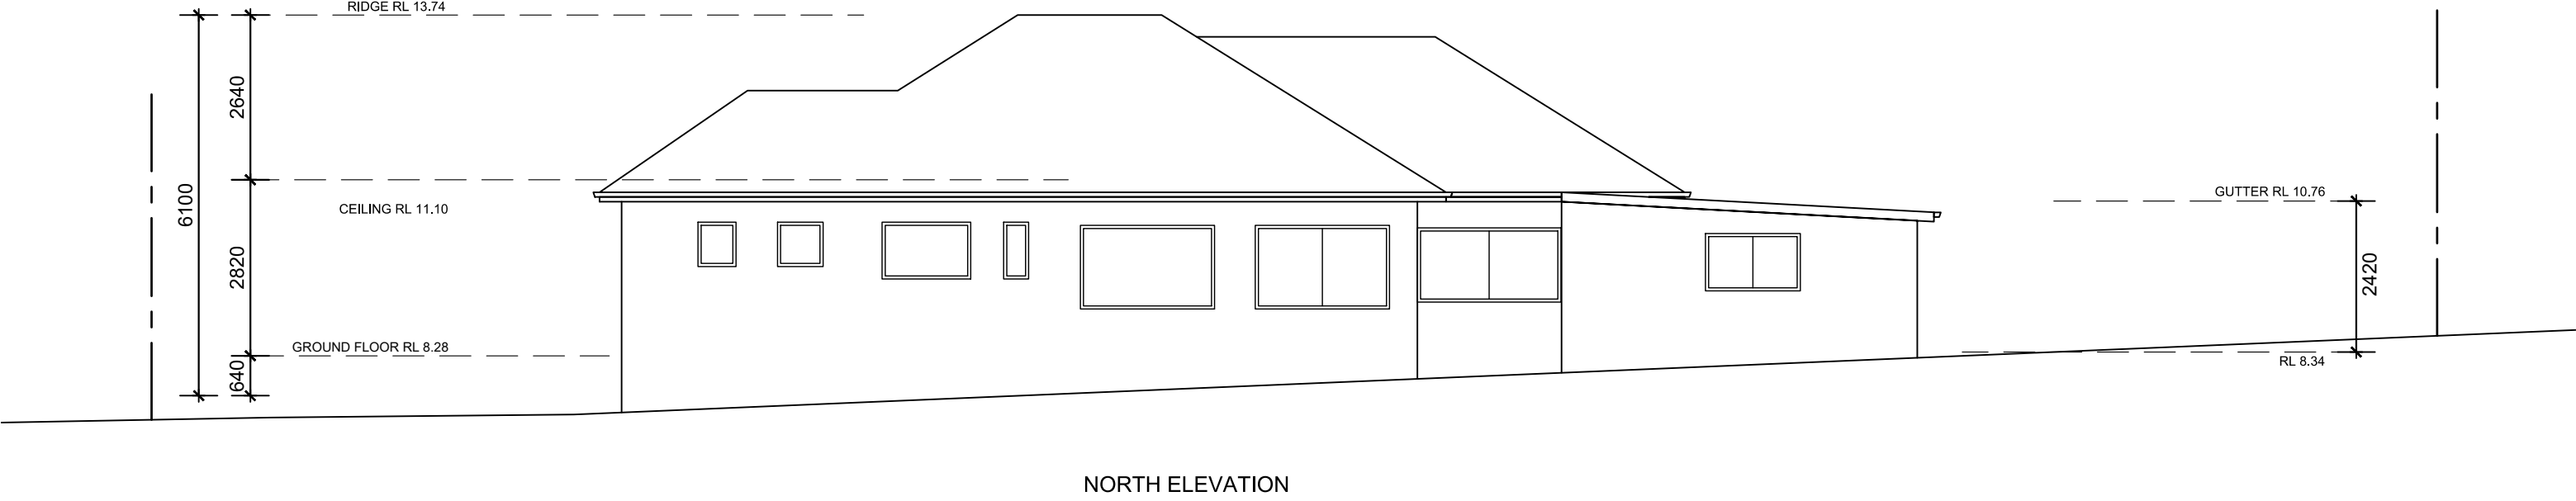 RIDGE RL 13.74
2640
6100
CEILING RL 11.10
2820
GROUND FLOOR RL 8.28
640
GUTTER RL 10.76
2420
RL 8.34
NORTH ELEVATION